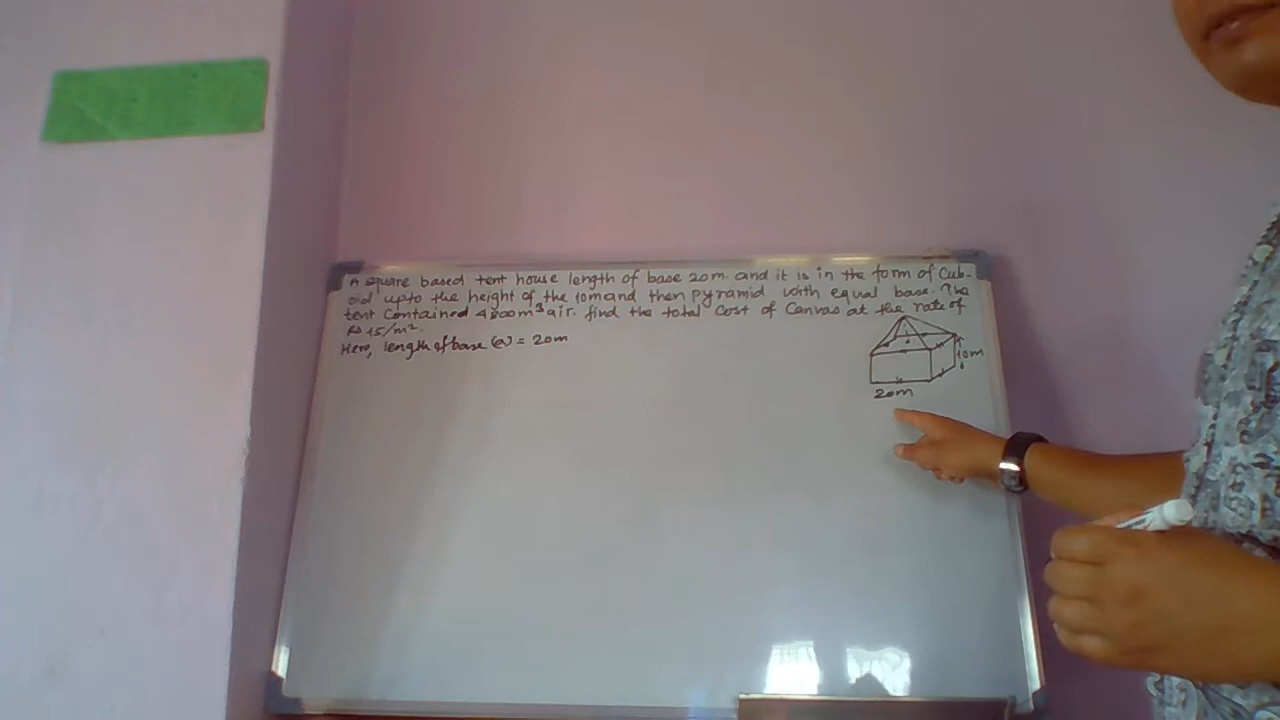 A square based tent house length of base 20m. and it is in the form of Cub-
oid upto the height of the 10m and then pyramid with equal base. The
tent contained 4800m³ air. find the total cost of Canvas at the rate of
Rs 15/m².
Here, length of base (a) = 20m
10m
20m